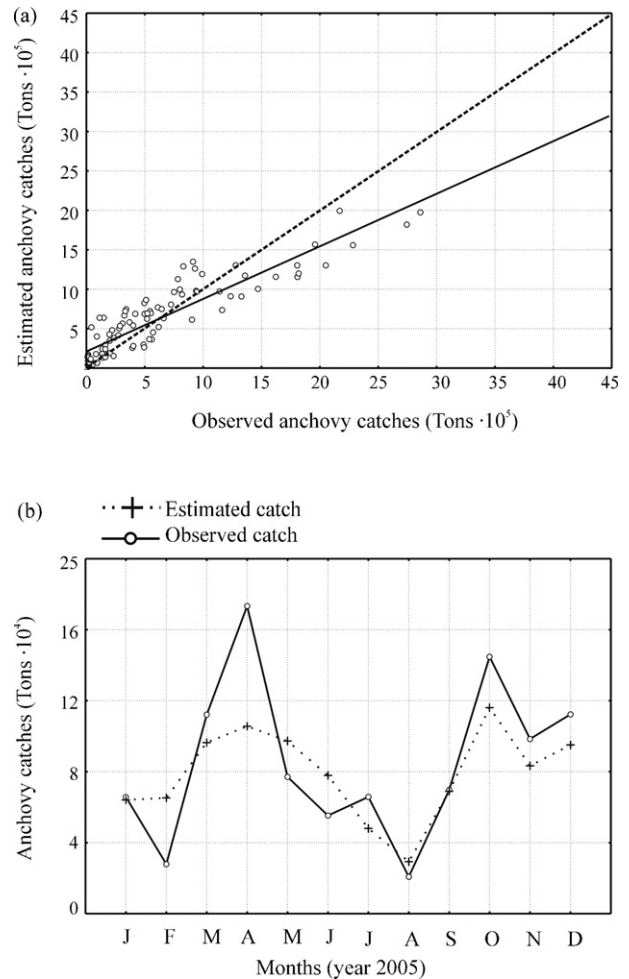 (a)
Estimated anchovy catches (Tons ·10⁵)
45
40
35
30
25
20
15
10
5
0 5 10 15 20 25 30 35 40 45
Observed anchovy catches (Tons ·10⁵)
(b)
Estimated catch
Observed catch
Anchovy catches (Tons ·10⁴)
25
16
12
8
4
0
J F M A M J J A S O N D
Months (year 2005)